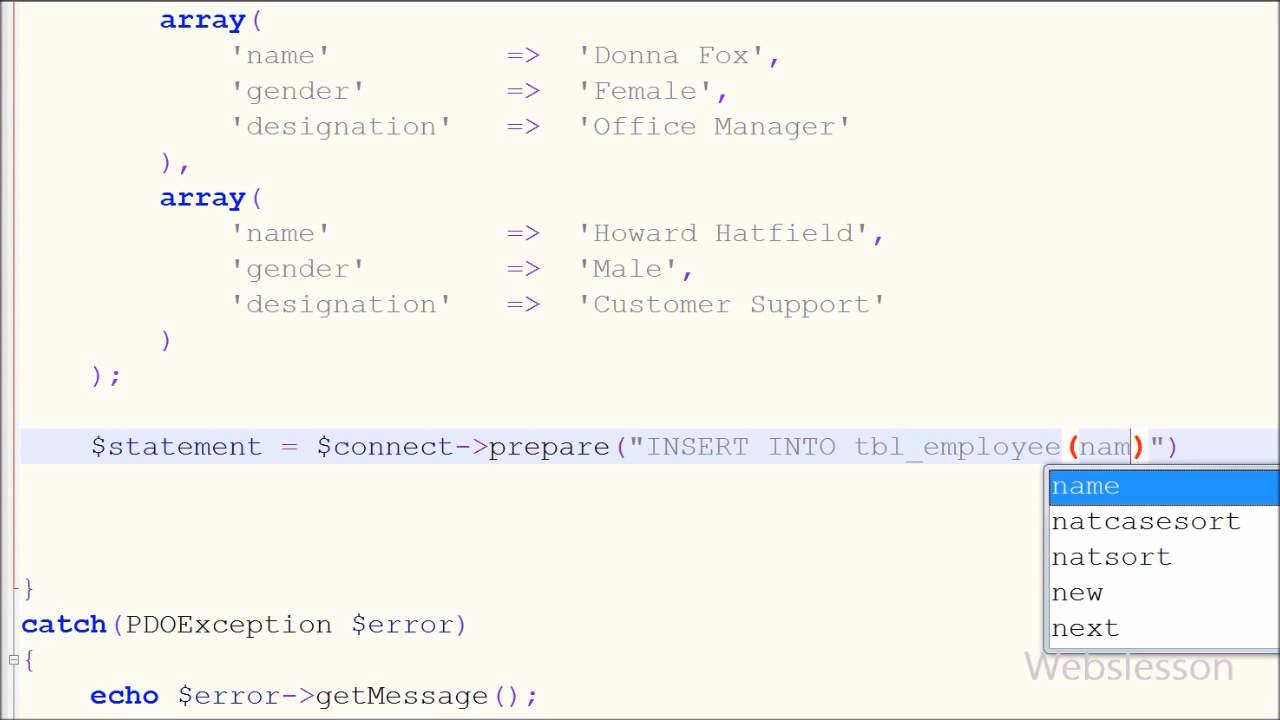 array(
'name' => 'Donna Fox',
'gender' => 'Female',
'designation' => 'Office Manager'
),
array(
'name' => 'Howard Hatfield',
'gender' => 'Male',
'designation' => 'Customer Support'
)
);
$statement = $connect->prepare("INSERT INTO tbl_employee(nam)")
name
natcasesort
natsort
new
next
}
catch(PDOException $error)
{
echo $error->getMessage();
Webslesson